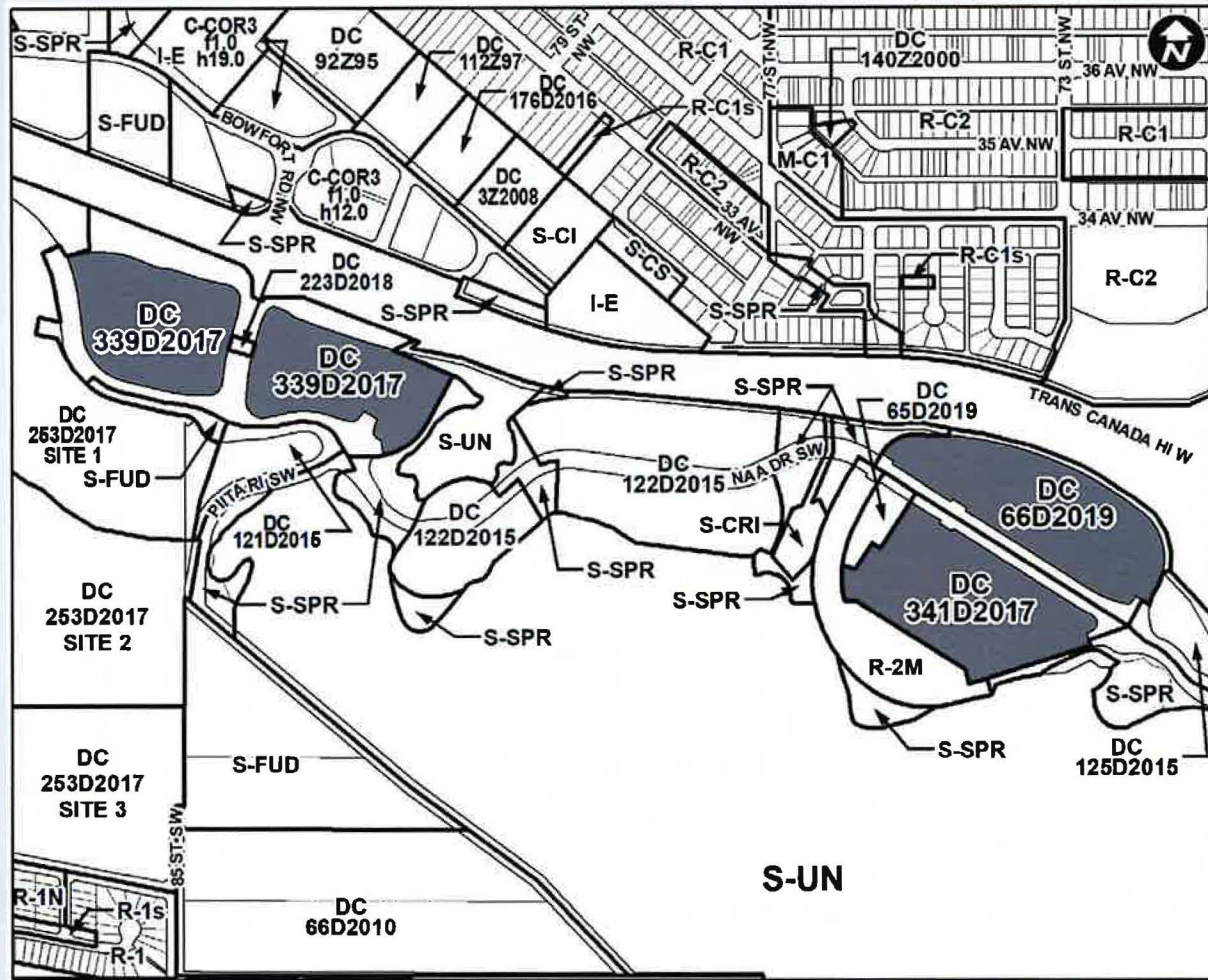 S-SPR
I-E
C-COR3
f1.0
h19.0
DC
92Z95
DC
112Z97
79 ST NW
R-C1
77 ST NW
DC
140Z2000
73 ST NW
N
36 AV NW
S-FUD
BOWFORT RD NW
DC
176D2016
R-C1s
R-C2
35 AV NW
R-C1
M-C1
C-COR3
f1.0
h12.0
DC
3Z2008
R-C2
33 AV
NW
34 AV NW
S-SPR
S-CI
S-CS
R-C1s
R-C2
DC
223D2018
S-SPR
I-E
S-SPR
DC
339D2017
DC
339D2017
S-SPR
S-SPR
DC
65D2019
TRANS CANADA HI W
DC
253D2017
SITE 1
S-FUD
S-UN
DC
122D2015
NA A DR SW
PIITA RI SW
DC
66D2019
DC
121D2015
DC
122D2015
S-CRI
S-SPR
S-SPR
S-SPR
DC
341D2017
DC
253D2017
SITE 2
S-SPR
R-2M
S-SPR
S-SPR
DC
125D2015
DC
253D2017
SITE 3
S-FUD
85 ST SW
S-UN
R-1N
R-1s
R-1
DC
66D2010